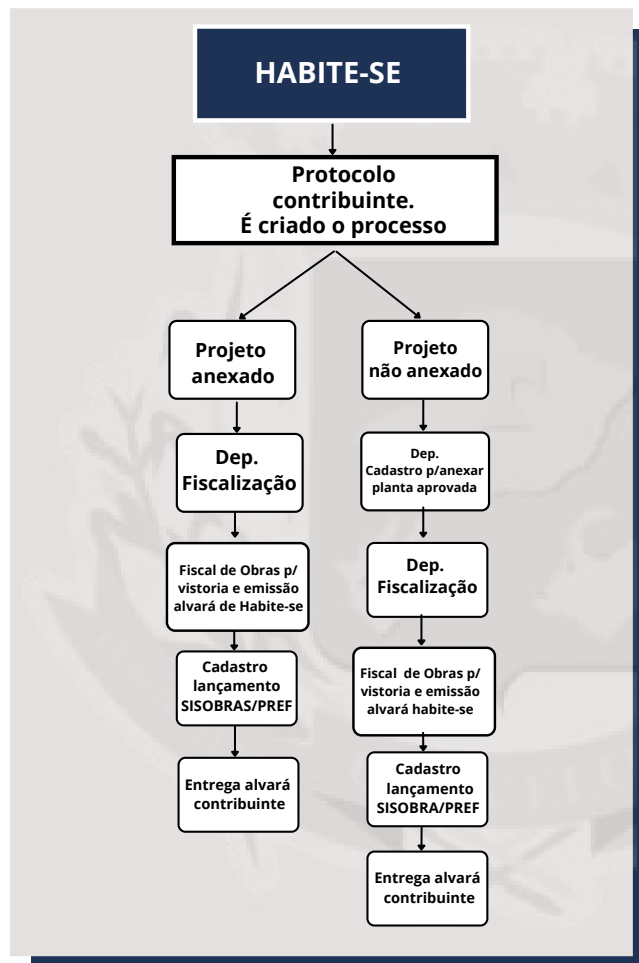 HABITE-SE
Protocolo
contribuinte.
É criado o processo
Projeto
anexado
Dep.
Fiscalização
Fiscal de Obras p/
vistoria e emissão
alvará de Habite-se
Cadastro
lançamento
SISOBRAS/PREF
Entrega alvará
contribuinte
Projeto
não anexado
Dep.
Cadastro p/anexar
planta aprovada
Dep.
Fiscalização
Fiscal de Obras p/
vistoria e emissão
alvará habite-se
Cadastro
lançamento
SISOBRA/PREF
Entrega alvará
contribuinte